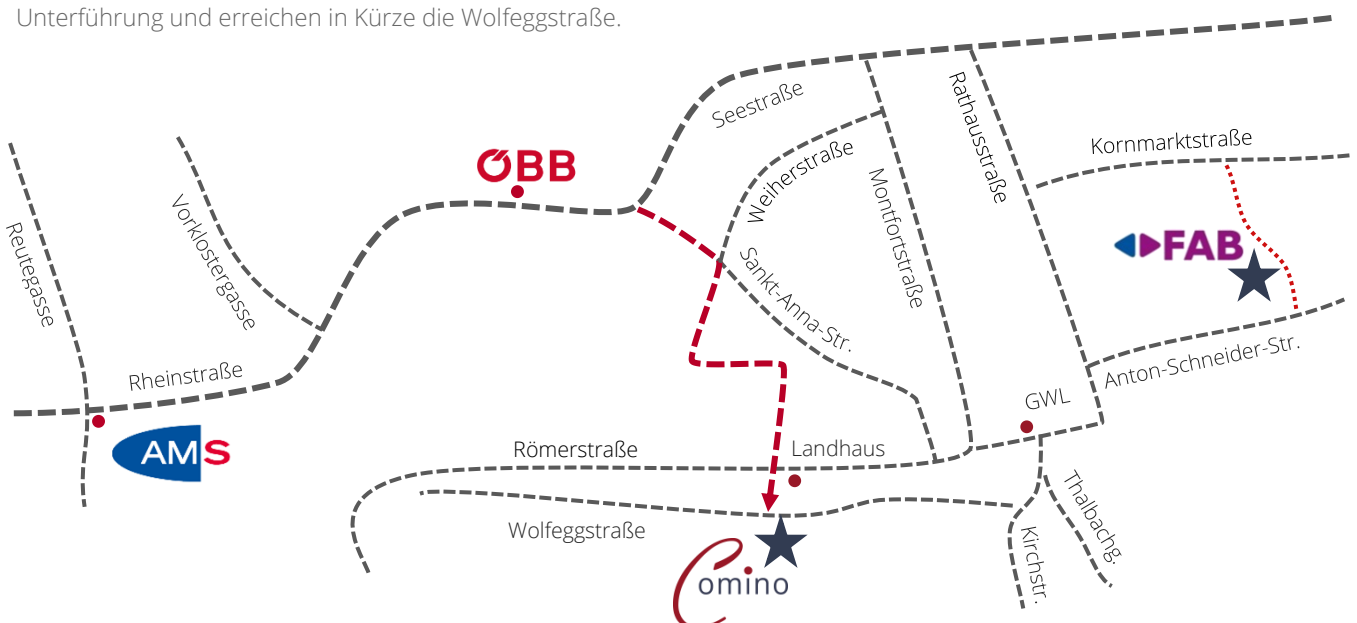 Unterführung und erreichen in Kürze die Wolfeggstraße.
Seestraße
Rathausstraße
Kornmarktstraße
ÖBB
Weiherstraße
Montfortstraße
Vorklostergasse
Reutegasse
FAB
Sankt-Anna-Str.
Rheinstraße
Anton-Schneider-Str.
GWL
AMS
Römerstraße
Landhaus
Wolfeggstraße
Thalbachg.
Kirchstr.
Comino